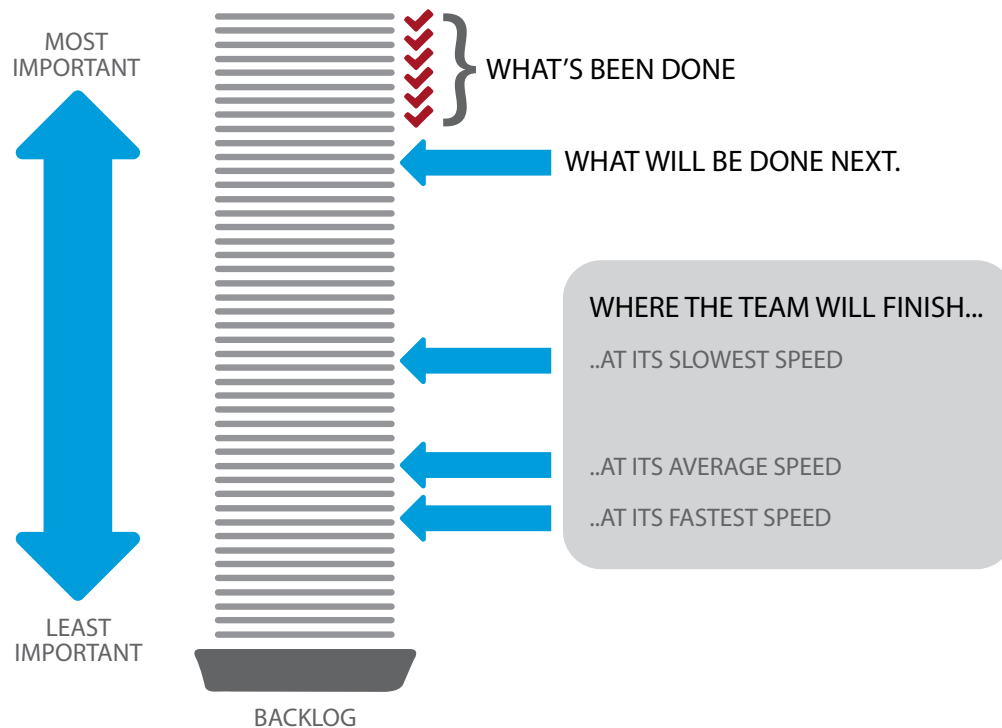 MOST
IMPORTANT
WHAT’S BEEN DONE
WHAT WILL BE DONE NEXT.
WHERE THE TEAM WILL FINISH...
..AT ITS SLOWEST SPEED
..AT ITS AVERAGE SPEED
..AT ITS FASTEST SPEED
LEAST
IMPORTANT
BACKLOG